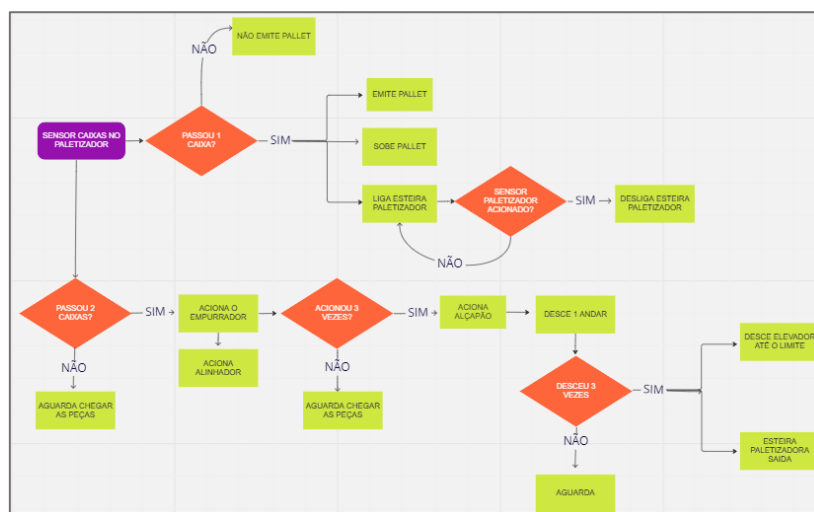 NÃO EMITE PALLET
NÃO
EMITE PALLET
SENSOR CAIXAS NO
PALETIZADOR
PASSOU 1
CAIXA?
SIM
SOBE PALLET
LIGA ESTEIRA
PALETIZADOR
SENSOR
PALETIZADOR
ACIONADO?
SIM
DESLIGA ESTEIRA
PALETIZADOR
NÃO
PASSOU 2
CAIXAS?
SIM
ACIONA O
EMPURRADOR
ACIONOU 3
VEZES?
SIM
ACIONA
ALÇAPÃO
DESCE 1 ANDAR
DESCE ELEVADOR
ATÉ O LIMITE
NÃO
ACIONA
ALINHADOR
NÃO
DESCEU 3
VEZES
SIM
AGUARDA CHEGAR
AS PEÇAS
AGUARDA CHEGAR
AS PEÇAS
NÃO
ESTEIRA
PALETIZADORA
SAIDA
AGUARDA